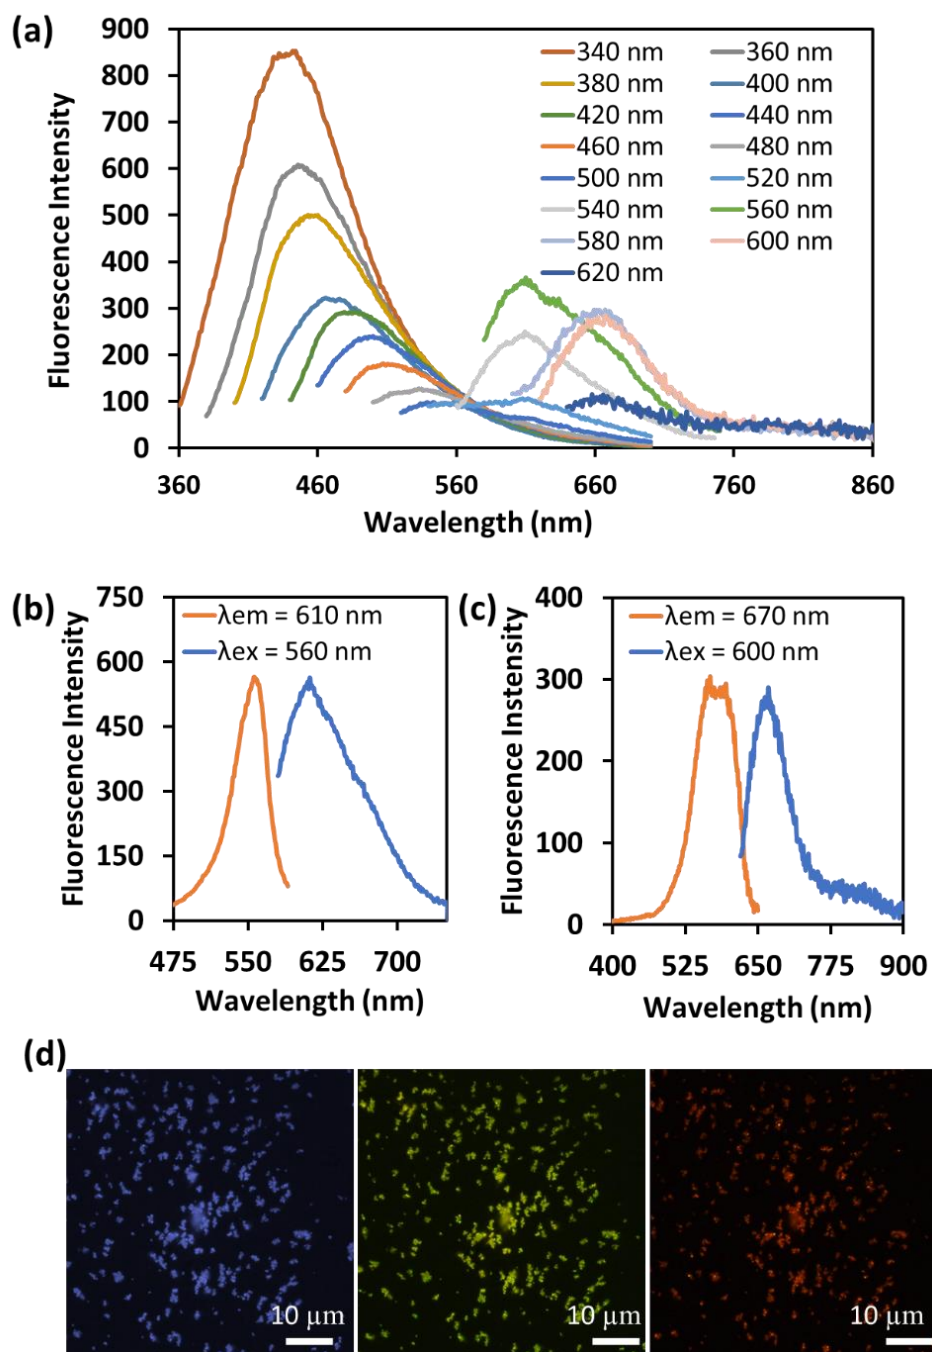 (a)
Fluorescence Intensity
900
800
700
600
500
400
300
200
100
0
340 nm 360 nm
380 nm 400 nm
420 nm 440 nm
460 nm 480 nm
500 nm 520 nm
540 nm 560 nm
580 nm 600 nm
620 nm
360 460 560 660 760 860
Wavelength (nm)
(b)
Fluorescence Intensity
750
600
450
300
150
0
λem = 610 nm
λex = 560 nm
475 550 625 700
Wavelength (nm)
(c)
Fluorescence Instensity
400
300
200
100
0
λem = 670 nm
λex = 600 nm
400 525 650 775 900
Wavelength (nm)
(d)
10 µm 10 µm 10 µm